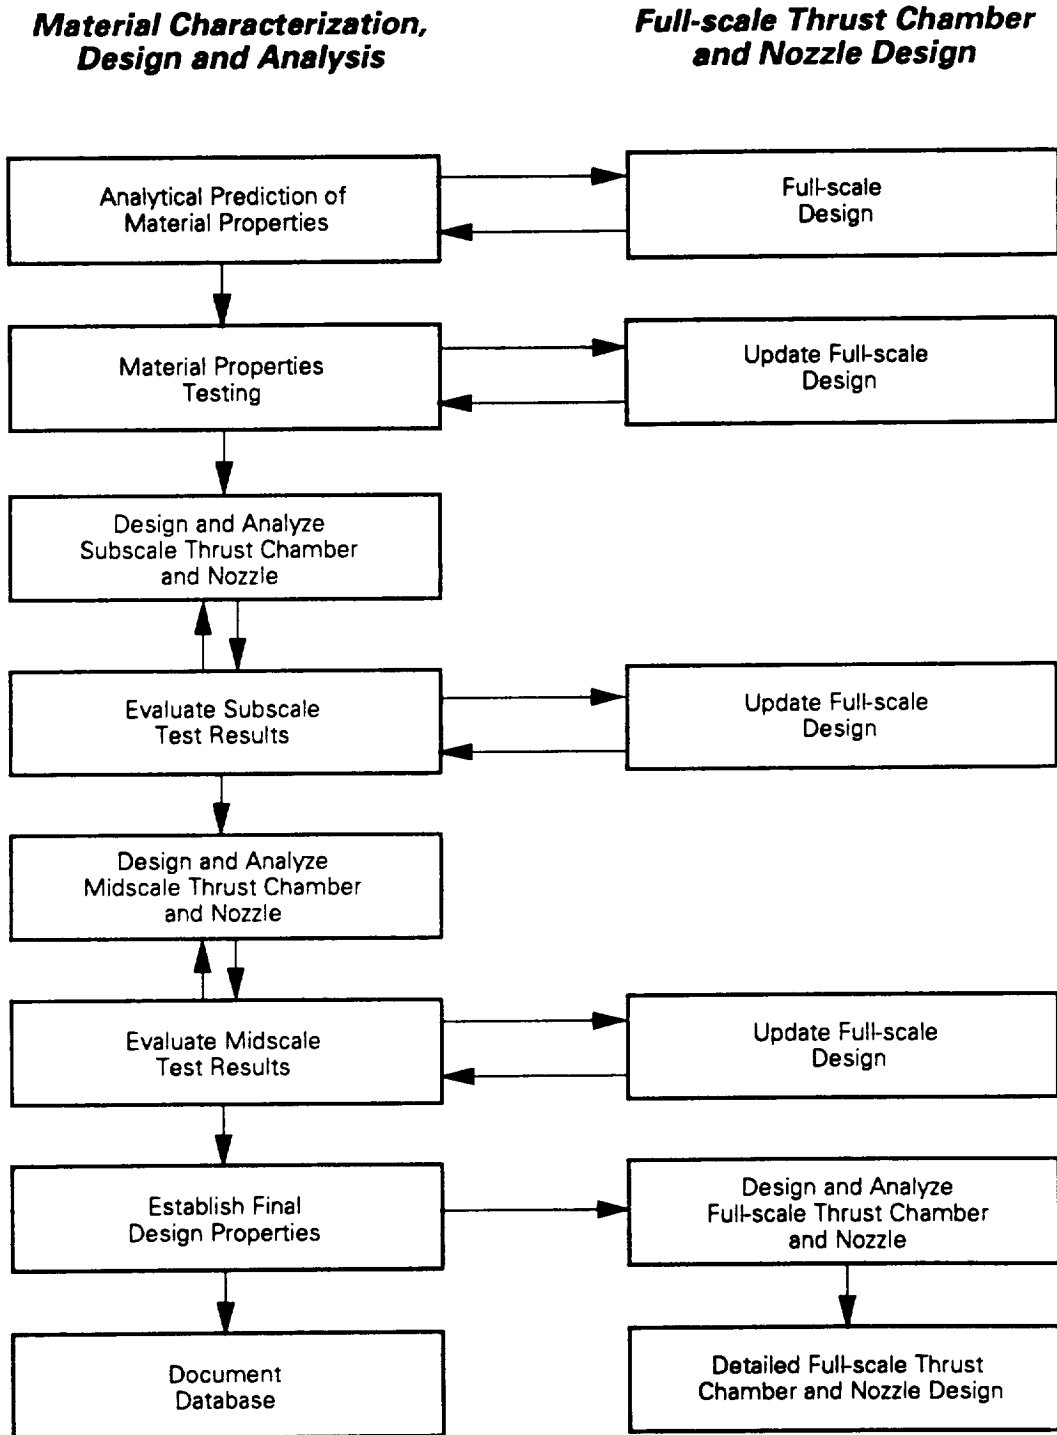 Material Characterization,
Design and Analysis
Full-scale Thrust Chamber
and Nozzle Design
Analytical Prediction of
Material Properties
Full-scale
Design
Material Properties
Testing
Update Full-scale
Design
Design and Analyze
Subscale Thrust Chamber
and Nozzle
Evaluate Subscale
Test Results
Update Full-scale
Design
Design and Analyze
Midscale Thrust Chamber
and Nozzle
Evaluate Midscale
Test Results
Update Full-scale
Design
Establish Final
Design Properties
Design and Analyze
Full-scale Thrust Chamber
and Nozzle
Document
Database
Detailed Full-scale Thrust
Chamber and Nozzle Design